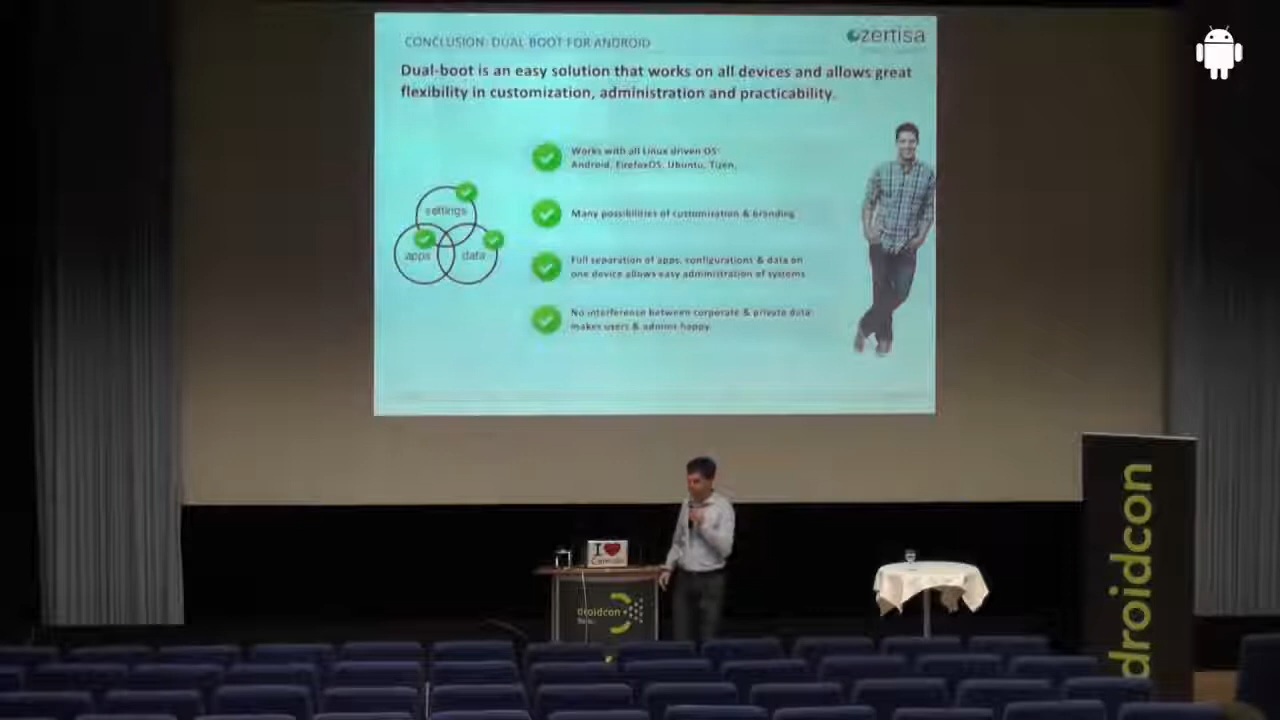 CONCLUSION: DUAL BOOT FOR ANDROID
zertisa
Dual-boot is an easy solution that works on all devices and allows great
flexibility in customization, administration and practicability.
Works with all Linux driven OS:
Android, FirefoxOS, Ubuntu, Tizen,
Many possibilities of customization & branding
Full separation of apps, configurations & data on
one device allows easy administration of systems
No interference between corporate & private data
makes users & admins happy
settings
apps
data
I
droidcon
droidcon